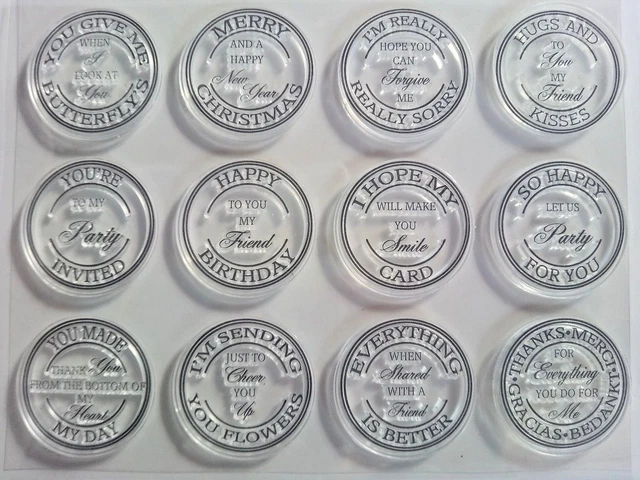 YOU GIVE ME
WHEN
I
LOOK AT
You
BUTTERFLY'S
MERRY
AND A
HAPPY
New
Year
CHRISTMAS
I'M REALLY
HOPE YOU
CAN
Forgive
ME
REALLY SORRY
HUGS AND
TO
You
MY
Friend
KISSES
YOU'RE
TO MY
Party
INVITED
HAPPY
TO YOU
MY
Friend
BIRTHDAY
I HOPE MY
WILL MAKE
YOU
Smile
CARD
SO HAPPY
LET US
Party
FOR YOU
YOU MADE
THANK You
FROM THE BOTTOM OF
MY
Heart
MY DAY
I'M SENDING
JUST TO
Cheer
YOU
Up
YOU FLOWERS
EVERYTHING
WHEN
Shared
WITH A
Friend
IS BETTER
THANKS•MERCI•
FOR
Everything
YOU DO FOR
Me
GRACIAS•BEDANKT